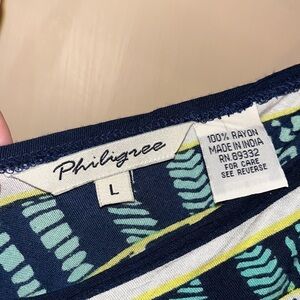 Philigree
L
100% RAYON
MADE IN INDIA
RN.89332
FOR CARE
SEE REVERSE